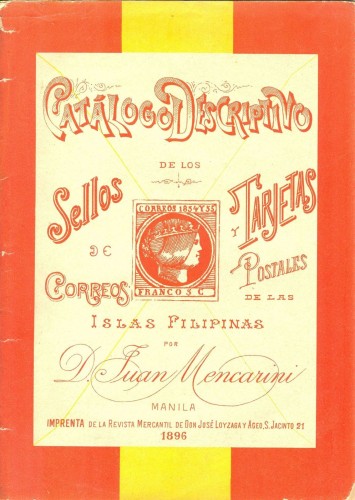 CATÁLOGO DESCRIPTIVO
DE LOS
SELLOS DE CORREOS
Y TARJETAS POSTALES
CORREOS 1854 Y 55
FRANCO 5 C
DE LAS
ISLAS FILIPINAS
POR
D. Juan Mencarini
MANILA
IMPRENTA DE LA REVISTA MERCANTIL DE DON JOSÉ LOYZAGA Y AGEO, S. JACINTO 21
1896